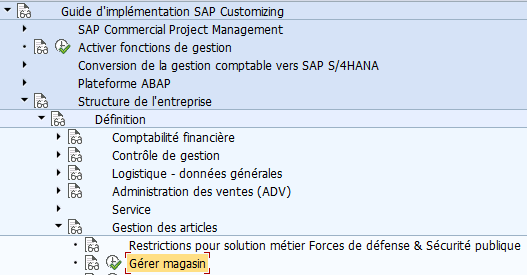 Guide d'implémentation SAP Customizing
SAP Commercial Project Management
Activer fonctions de gestion
Conversion de la gestion comptable vers SAP S/4HANA
Plateforme ABAP
Structure de l'entreprise
Définition
Comptabilité financière
Contrôle de gestion
Logistique - données générales
Administration des ventes (ADV)
Service
Gestion des articles
Restrictions pour solution métier Forces de défense & Sécurité publique
Gérer magasin